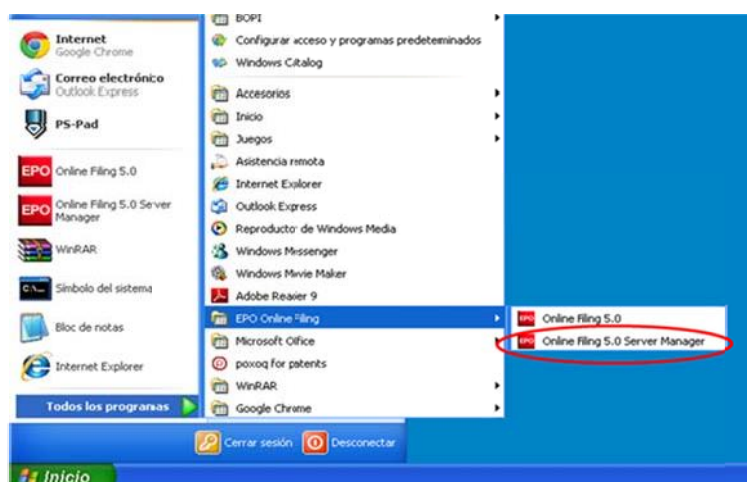 Internet
Google Chrome
Correo electrónico
Outlook Express
PS-Pad
EPO Online Filing 5.0
EPO Online Filing 5.0 Server
Manager
WinRAR
C:\...
Símbolo del sistema
Bloc de notas
Internet Explorer
Todos los programas
BOPI
Configurar acceso y programas predeterminados
Windows Catalog
Accesorios
Inicio
Juegos
Asistencia remota
Internet Explorer
Outlook Express
Reproductor de Windows Media
Windows Messenger
Windows Movie Maker
Adobe Reader 9
EPO Online Filing
Microsoft Office
poxoq for patents
WinRAR
Google Chrome
EPO Online Filing 5.0
EPO Online Filing 5.0 Server Manager
Cerrar sesión
Desconectar
Inicio